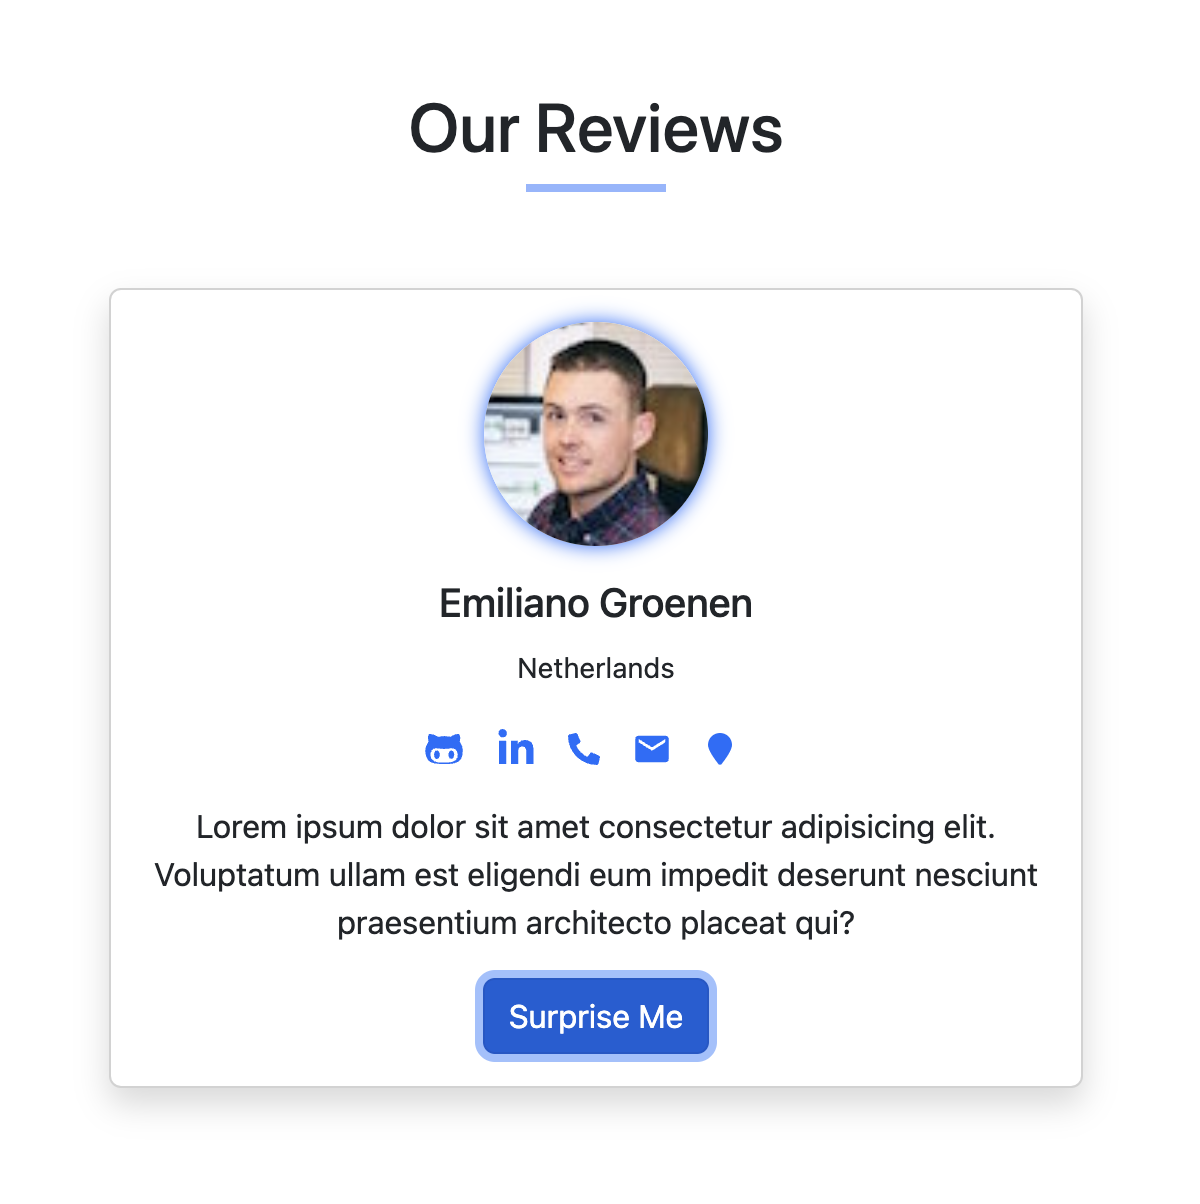 Our Reviews
Emiliano Groenen
Netherlands
in
Lorem ipsum dolor sit amet consectetur adipisicing elit.
Voluptatum ullam est eligendi eum impedit deserunt nesciunt
praesentium architecto placeat qui?
Surprise Me